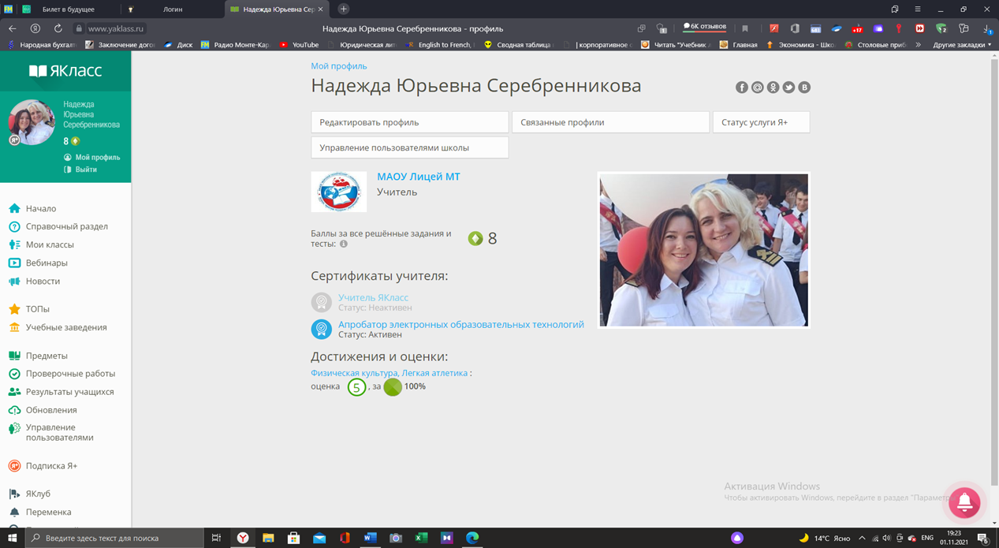 Билет в будущее
Логин
Надежда Юрьевна Сер
www.yaklass.ru
Надежда Юрьевна Серебренникова - профиль
6K отзывов
Народная бухгалт
Заключение догос
Диск
Радио Монте-Кар
YouTube
Юридическая лит
English to French,
Сводная таблица
| корпоративное с
Читать "Учебник д
Главная
Экономика - Шко
Столовые приб
Другие закладки
ЯКласс
Надежда
Юрьевна
Серебренникова
8
Мой профиль
Выйти
Начало
Справочный раздел
Мои классы
Вебинары
Новости
ТОПы
Учебные заведения
Предметы
Проверочные работы
Результаты учащихся
Обновления
Управление
пользователями
Подписка Я+
ЯКлуб
Переменка
Мой профиль
Надежда Юрьевна Серебренникова
Редактировать профиль
Связанные профили
Статус услуги Я+
Управление пользователями школы
МАОУ Лицей МТ
Учитель
Баллы за все решённые задания и
тесты:
8
Сертификаты учителя:
Учитель ЯКласс
Статус: Неактивен
Апробатор электронных образовательных технологий
Статус: Активен
Достижения и оценки:
Физическая культура, Легкая атлетика :
оценка 5 , за 100%
XII
Активация Windows
Чтобы активировать Windows, перейдите в раздел "Парамет
Введите здесь текст для поиска
14°C Ясно
ENG
19:23
01.11.2021
6